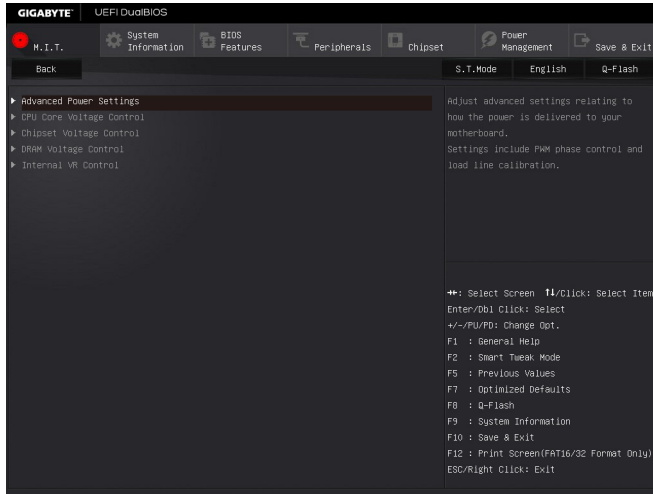 GIGABYTE™ UEFI DualBIOS
M.I.T.
System
Information
BIOS
Features
Peripherals
Chipset
Power
Management
Save & Exit
Back
S.T.Mode English Q-Flash
Advanced Power Settings
CPU Core Voltage Control
Chipset Voltage Control
DRAM Voltage Control
Internal VR Control
Adjust advanced settings relating to
how the power is delivered to your
motherboard.
Settings include PWM phase control and
load line calibration.
→←: Select Screen ↑↓/Click: Select Item
Enter/Dbl Click: Select
+/-/PU/PD: Change Opt.
F1 : General Help
F2 : Smart Tweak Mode
F5 : Previous Values
F7 : Optimized Defaults
F8 : Q-Flash
F9 : System Information
F10 : Save & Exit
F12 : Print Screen(FAT16/32 Format Only)
ESC/Right Click: Exit